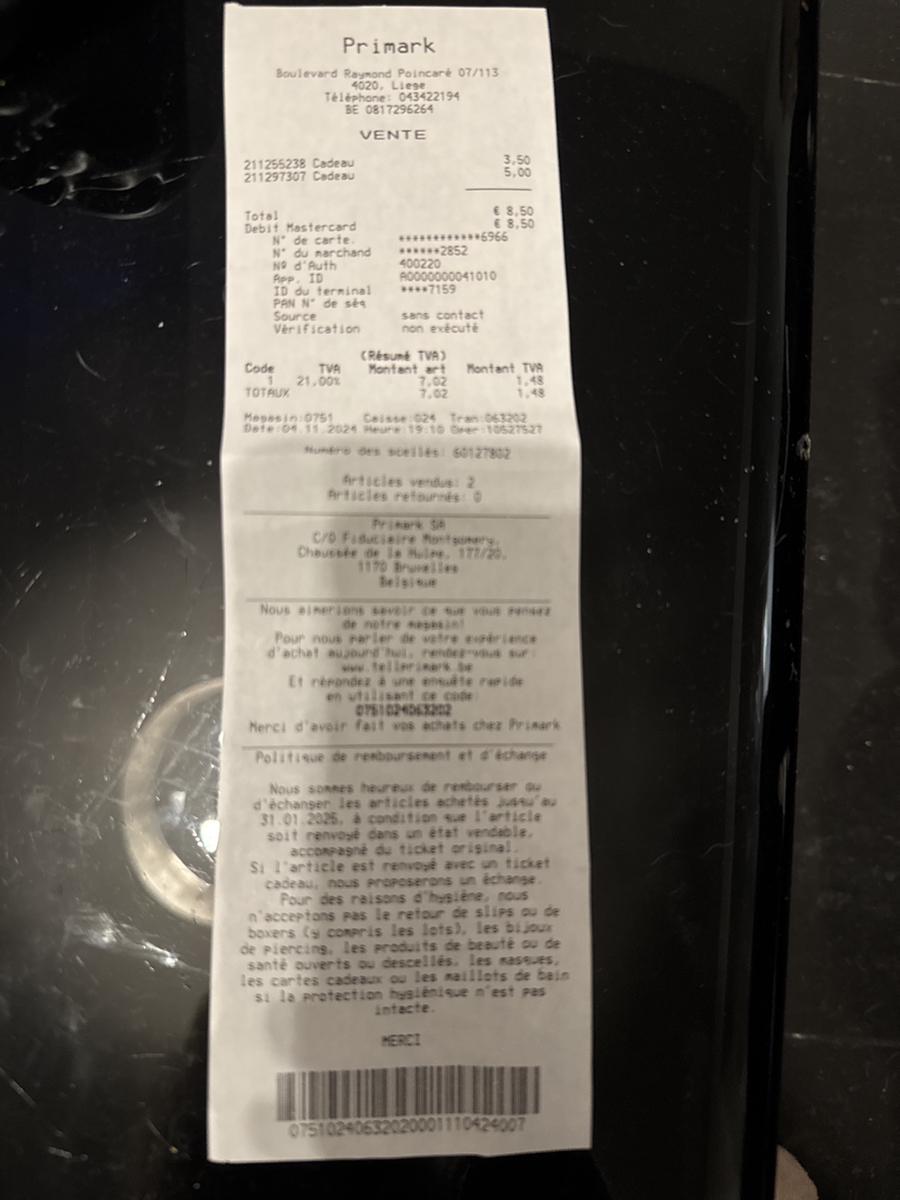 Primark
Boulevard Raymond Poincaré 07/113
4020, Liege
Téléphone: 043422194
BE 0817296264
VENTE
211255238 Cadeau 3,50
211297307 Cadeau 5,00
Total € 8,50
Debit Mastercard € 8,50
N° de carte. ************6966
N° du marchand ******2852
Nº d'Auth 400220
App. ID A0000000041010
ID du terminal ****7159
PAN N° de séq
Source sans contact
Vérification non exécuté
(Résumé TVA)
Code TVA Montant art Montant TVA
1 21,00% 7,02 1,48
TOTAUX 7,02 1,48
Magasin:0751 Caisse:024 Tran:063202
Date:04.11.2024 Heure:19:10 Oper:10527527
Numéro des scellés: 60127802
Articles vendus: 2
Articles retournés: 0
Primark SA
C/O Fiduciaire Montgomery,
Chaussée de la Hulpe, 177/20,
1170 Bruxelles
Belgique
Nous aimerions savoir ce que vous pensez
de notre magasin!
Pour nous parler de votre expérience
d'achat aujourd'hui, rendez-vous sur:
www.tellprimark.be
Et répondez à une enquête rapide
en utilisant ce code:
0751024063202
Merci d'avoir fait vos achats chez Primark
Politique de remboursement et d'échange
Nous sommes heureux de rembourser ou
d'échanger les articles achetés jusqu'au
31.01.2025, à condition que l'article
soit renvoyé dans un état vendable,
accompagné du ticket original.
Si l'article est renvoyé avec un ticket
cadeau, nous proposerons un échange.
Pour des raisons d'hygiène, nous
n'acceptons pas le retour de slips ou de
boxers (y compris les lots), les bijoux
de piercing, les produits de beauté ou de
santé ouverts ou descellés, les masques,
les cartes cadeaux ou les maillots de bain
si la protection hygiénique n'est pas
intacte.
MERCI
07510240632020001110424007